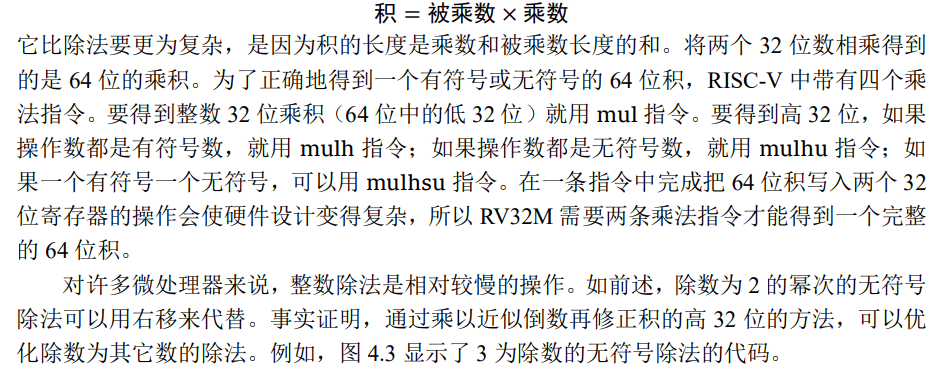 积 = 被乘数 × 乘数
它比除法要更为复杂，是因为积的长度是乘数和被乘数长度的和。将两个 32 位数相乘得到
的是 64 位的乘积。为了正确地得到一个有符号或无符号的 64 位积，RISC-V 中带有四个乘
法指令。要得到整数 32 位乘积（64 位中的低 32 位）就用 mul 指令。要得到高 32 位，如果
操作数都是有符号数，就用 mulh 指令；如果操作数都是无符号数，就用 mulhu 指令；如
果一个有符号一个无符号，可以用 mulhsu 指令。在一条指令中完成把 64 位积写入两个 32
位寄存器的操作会使硬件设计变得复杂，所以 RV32M 需要两条乘法指令才能得到一个完整
的 64 位积。
对许多微处理器来说，整数除法是相对较慢的操作。如前述，除数为 2 的幂次的无符号
除法可以用右移来代替。事实证明，通过乘以近似倒数再修正积的高 32 位的方法，可以优
化除数为其它数的除法。例如，图 4.3 显示了 3 为除数的无符号除法的代码。